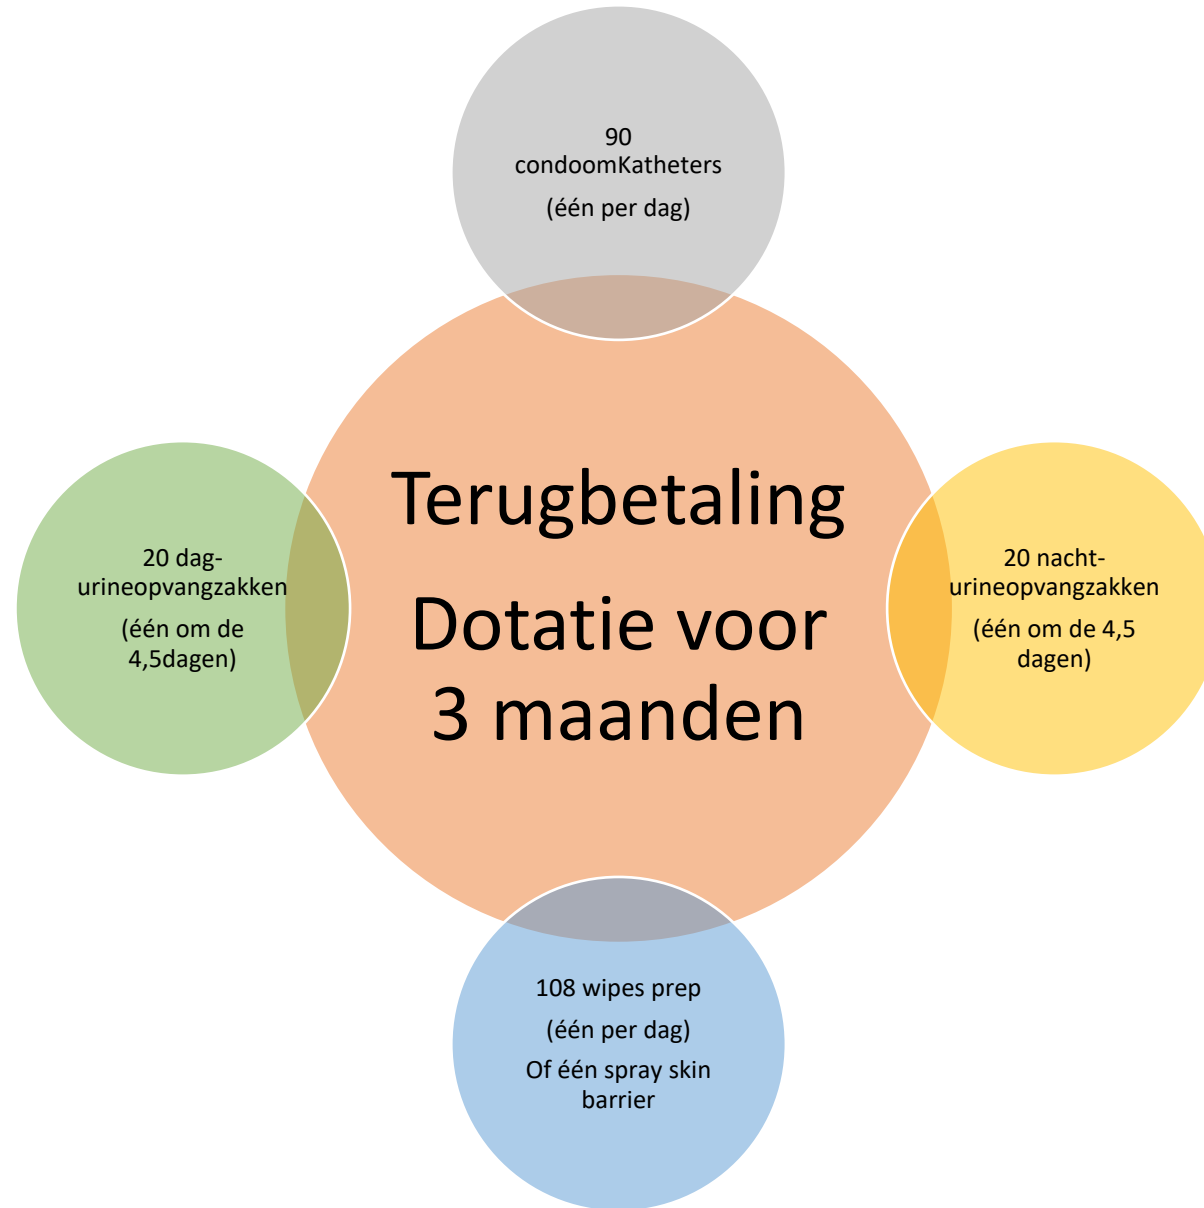 90
condoomKatheters
(één per dag)
Terugbetaling
Dotatie voor
3 maanden
20 dag-
urineopvangzakken
(één om de
4,5dagen)
20 nacht-
urineopvangzakken
(één om de 4,5
dagen)
108 wipes prep
(één per dag)
Of één spray skin
barrier